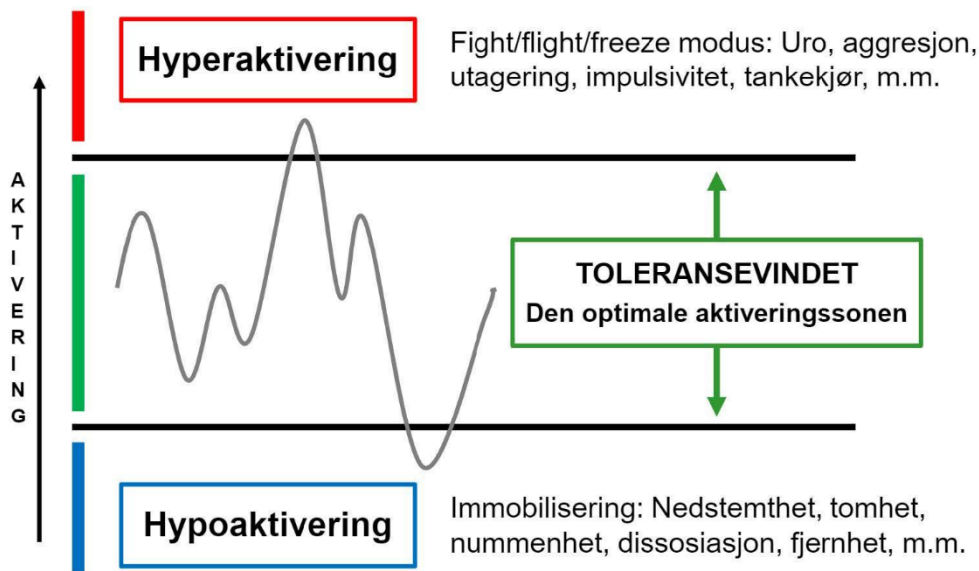 Hyperaktivering
Fight/flight/freeze modus: Uro, aggresjon,
utagering, impulsivitet, tankekjør, m.m.
AKTIVERING
TOLERANSEVINDET
Den optimale aktiveringssonen
Hypoaktivering
Immobilisering: Nedstemthet, tomhet,
nummenhet, dissosiasjon, fjernhet, m.m.